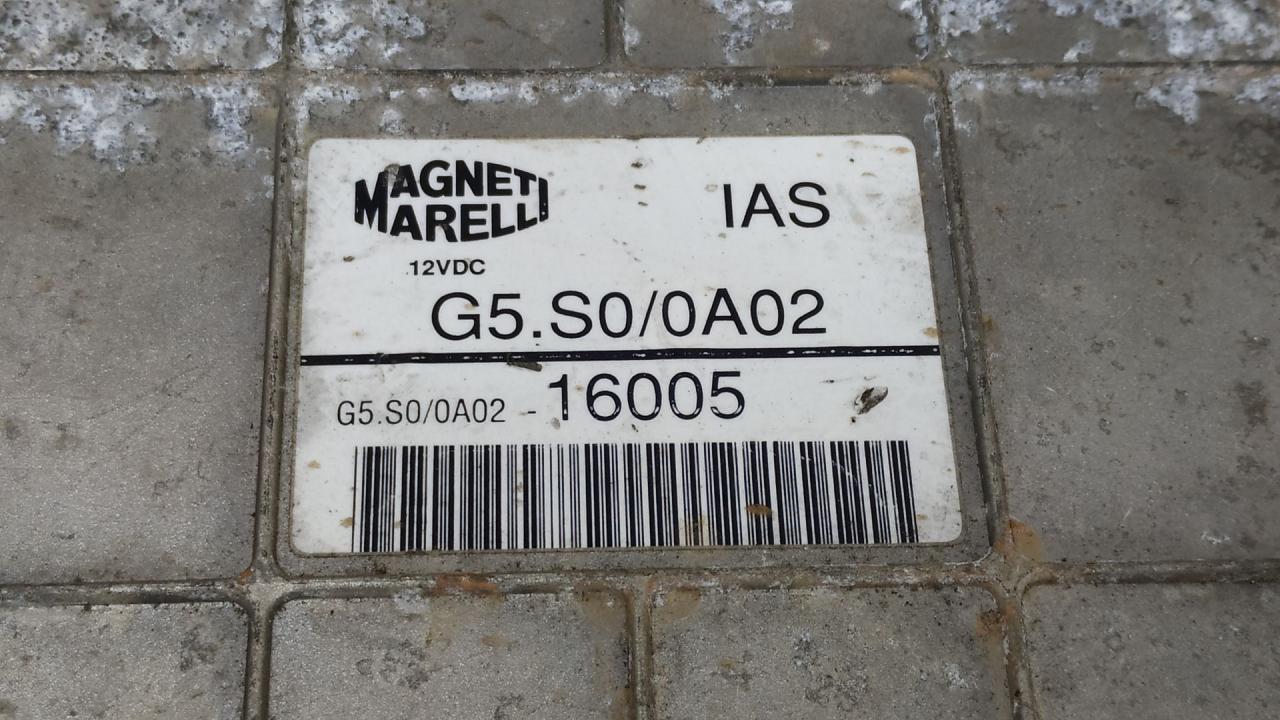 MAGNETI MARELLI
IAS
12VDC
G5.S0/0A02
G5.S0/0A02 - 16005